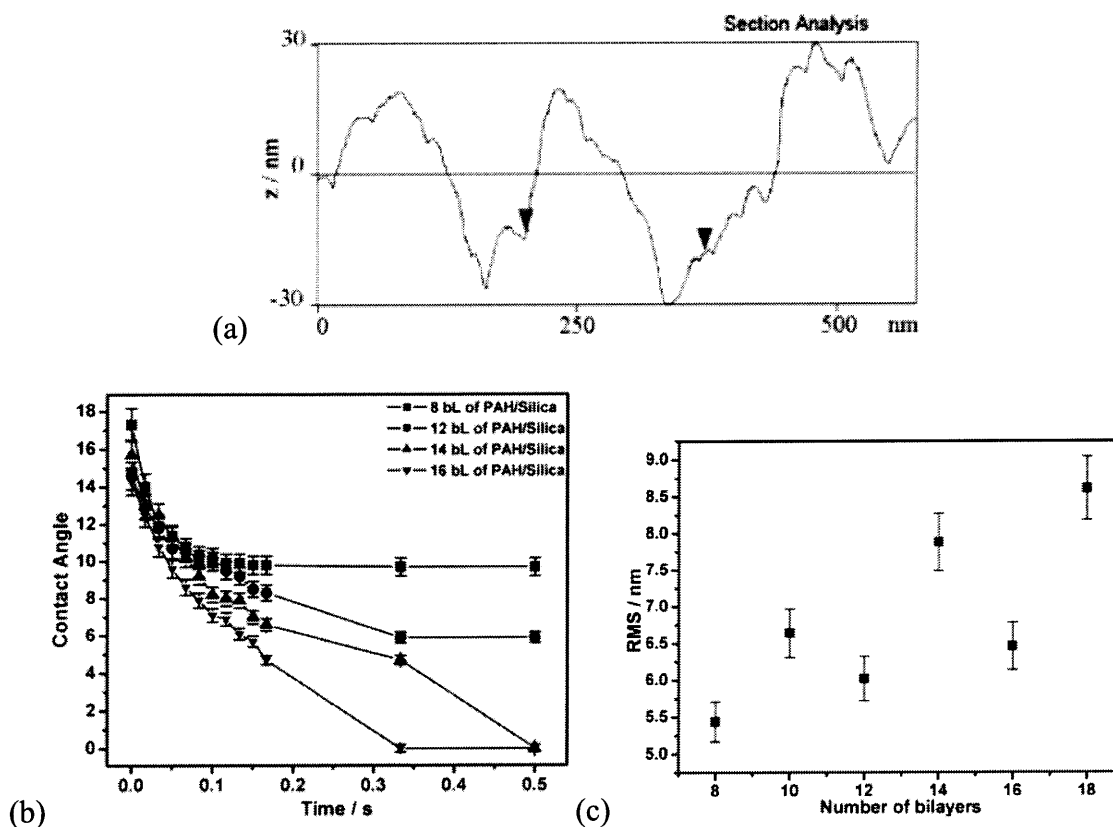 Section Analysis
30
0
-30
z / nm
0 250 500 nm
(a)
18
16
14
12
10
8
6
4
2
0
Contact Angle
8 bL of PAH/Silica
12 bL of PAH/Silica
14 bL of PAH/Silica
16 bL of PAH/Silica
0.0 0.1 0.2 0.3 0.4 0.5
Time / s
(b)
9.0
8.5
8.0
7.5
7.0
6.5
6.0
5.5
5.0
RMS / nm
8 10 12 14 16 18
Number of bilayers
(c)